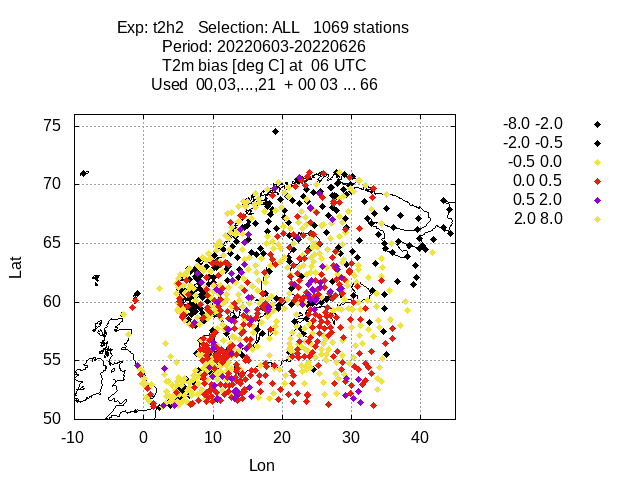 Exp: t2h2   Selection: ALL   1069 stations
Period: 20220603-20220626
T2m bias [deg C] at  06 UTC
Used  00,03,...,21  + 00 03 ... 66
-8.0 -2.0
-2.0 -0.5
-0.5 0.0
0.0 0.5
0.5 2.0
2.0 8.0
75
70
65
60
55
50
Lat
-10 0 10 20 30 40
Lon